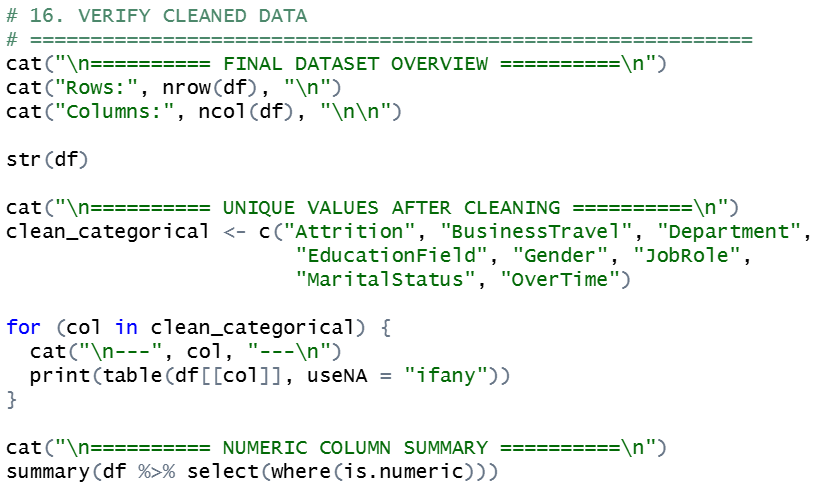 # 16. VERIFY CLEANED DATA
# ============================================================
cat("\n========== FINAL DATASET OVERVIEW ==========\n")
cat("Rows:", nrow(df), "\n")
cat("Columns:", ncol(df), "\n\n")
str(df)
cat("\n========== UNIQUE VALUES AFTER CLEANING ==========\n")
clean_categorical <- c("Attrition", "BusinessTravel", "Department",
                        "EducationField", "Gender", "JobRole",
                        "MaritalStatus", "OverTime")
for (col in clean_categorical) {
  cat("\n---", col, "---\n")
  print(table(df[[col]], useNA = "ifany"))
}
cat("\n========== NUMERIC COLUMN SUMMARY ==========\n")
summary(df %>% select(where(is.numeric)))